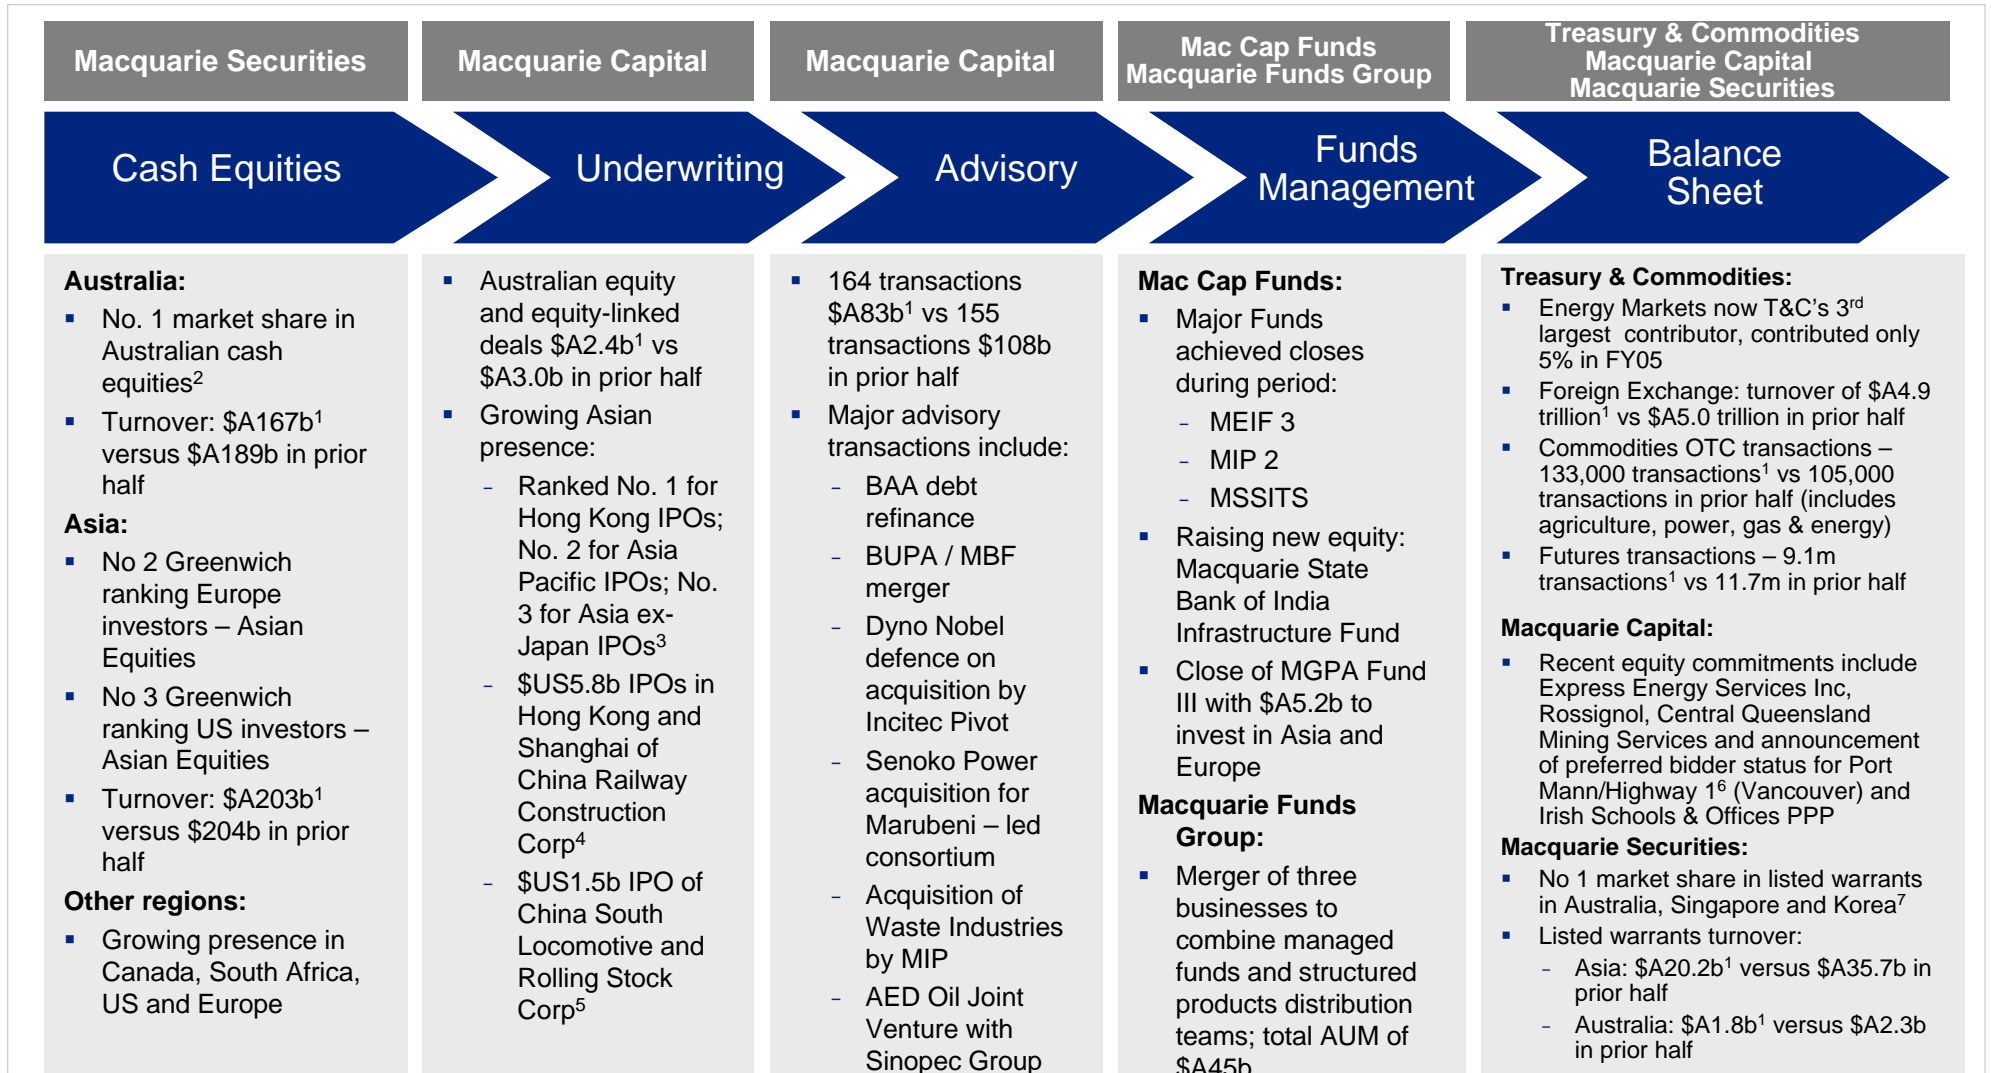 Macquarie Securities
Macquarie Capital
Macquarie Capital
Mac Cap Funds
Macquarie Funds Group
Treasury & Commodities
Macquarie Capital
Macquarie Securities
Cash Equities
Underwriting
Advisory
Funds
Management
Balance
Sheet
Australia:
▪ No. 1 market share in
Australian cash
equities²
▪ Turnover: $A167b¹
versus $A189b in prior
half
Asia:
▪ No 2 Greenwich
ranking Europe
investors – Asian
Equities
▪ No 3 Greenwich
ranking US investors –
Asian Equities
▪ Turnover: $A203b¹
versus $204b in prior
half
Other regions:
▪ Growing presence in
Canada, South Africa,
US and Europe
▪ Australian equity
and equity-linked
deals $A2.4b¹ vs
$A3.0b in prior half
▪ Growing Asian
presence:
– Ranked No. 1 for
Hong Kong IPOs;
No. 2 for Asia
Pacific IPOs; No.
3 for Asia ex-
Japan IPOs³
– $US5.8b IPOs in
Hong Kong and
Shanghai of
China Railway
Construction
Corp⁴
– $US1.5b IPO of
China South
Locomotive and
Rolling Stock
Corp⁵
▪ 164 transactions
$A83b¹ vs 155
transactions $108b
in prior half
▪ Major advisory
transactions include:
– BAA debt
refinance
– BUPA / MBF
merger
– Dyno Nobel
defence on
acquisition by
Incitec Pivot
– Senoko Power
acquisition for
Marubeni – led
consortium
– Acquisition of
Waste Industries
by MIP
– AED Oil Joint
Venture with
Sinopec Group
Mac Cap Funds:
▪ Major Funds
achieved closes
during period:
– MEIF 3
– MIP 2
– MSSITS
▪ Raising new equity:
Macquarie State
Bank of India
Infrastructure Fund
▪ Close of MGPA Fund
III with $A5.2b to
invest in Asia and
Europe
Macquarie Funds
Group:
▪ Merger of three
businesses to
combine managed
funds and structured
products distribution
teams; total AUM of
$A45b
Treasury & Commodities:
▪ Energy Markets now T&C’s 3rd
largest contributor, contributed only
5% in FY05
▪ Foreign Exchange: turnover of $A4.9
trillion¹ vs $A5.0 trillion in prior half
▪ Commodities OTC transactions –
133,000 transactions¹ vs 105,000
transactions in prior half (includes
agriculture, power, gas & energy)
▪ Futures transactions – 9.1m
transactions¹ vs 11.7m in prior half
Macquarie Capital:
▪ Recent equity commitments include
Express Energy Services Inc,
Rossignol, Central Queensland
Mining Services and announcement
of preferred bidder status for Port
Mann/Highway 1⁶ (Vancouver) and
Irish Schools & Offices PPP
Macquarie Securities:
▪ No 1 market share in listed warrants
in Australia, Singapore and Korea⁷
▪ Listed warrants turnover:
– Asia: $A20.2b¹ versus $A35.7b in
prior half
– Australia: $A1.8b¹ versus $A2.3b
in prior half